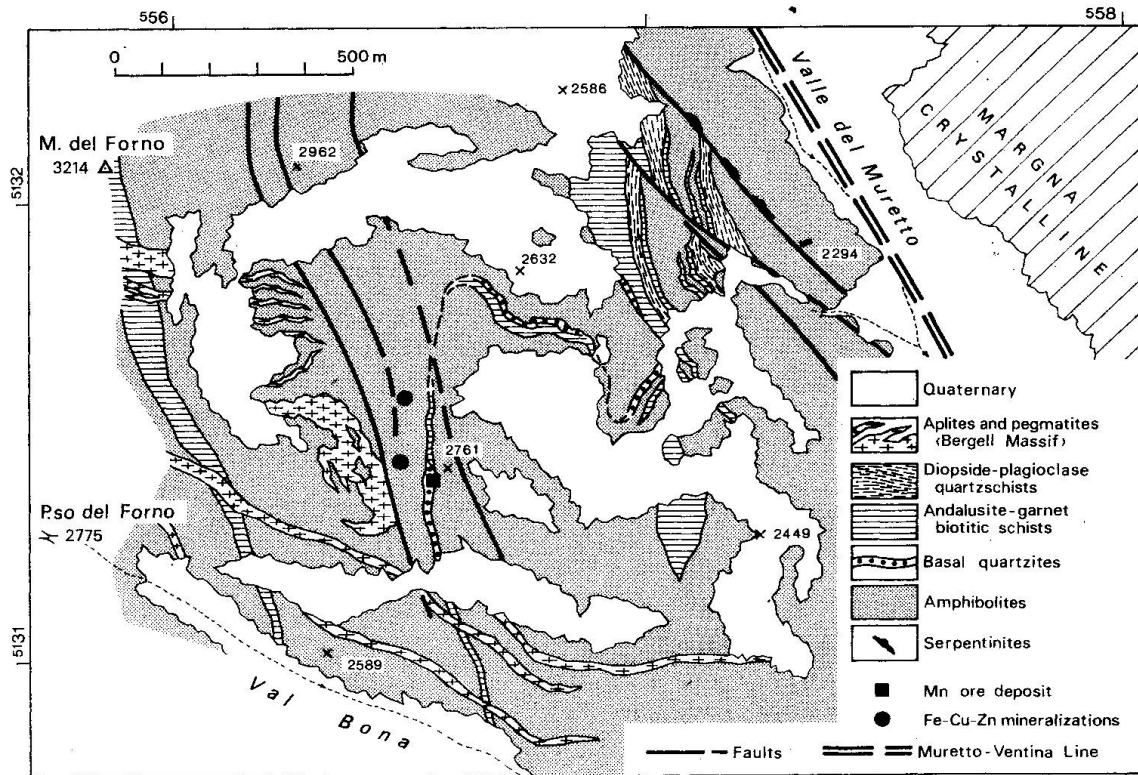 556
558
0
500 m
2586
Valle del Muretto
MARGNA
CRYSTALLINE
M. del Forno
3214
2962
5132
2632
2294
2761
P.so del Forno
2775
2449
5131
2589
Val Bona
Quaternary
Aplites and pegmatites
(Bergell Massif)
Diopside-plagioclase
quartzschists
Andalusite-garnet
biotitic schists
Basal quartzites
Amphibolites
Serpentinites
Mn ore deposit
Fe-Cu-Zn mineralizations
Faults
Muretto-Ventina Line